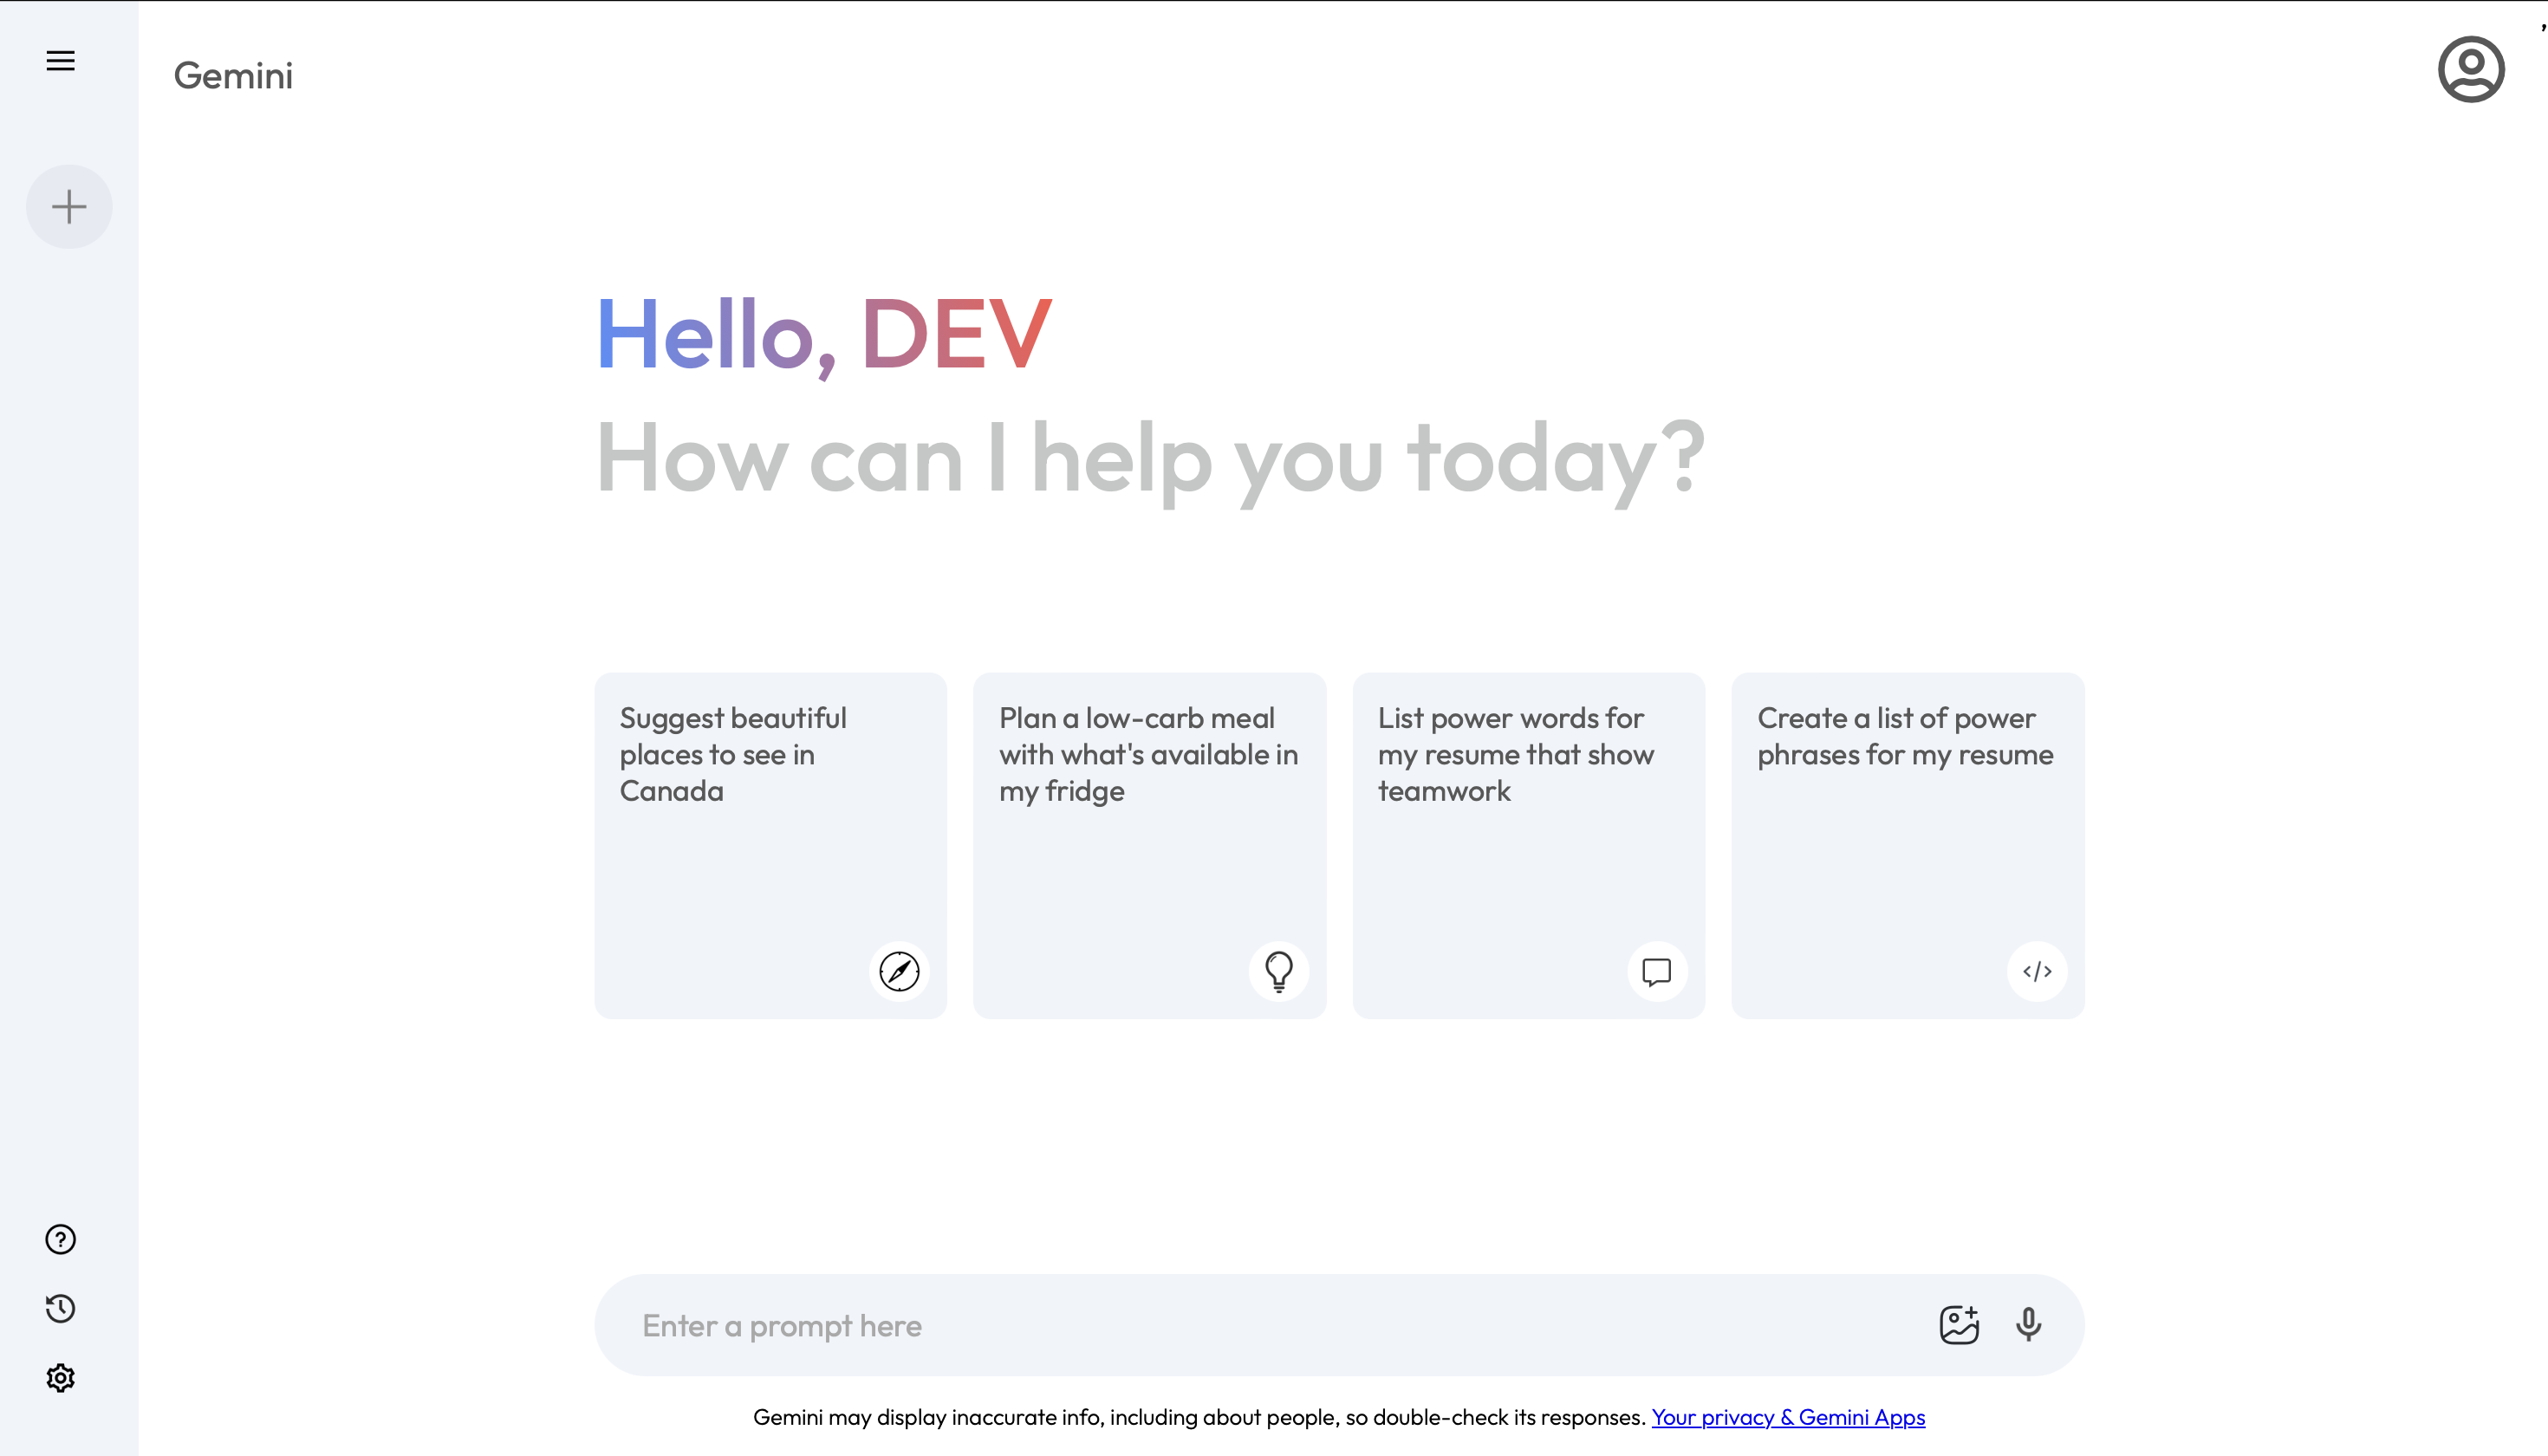 Gemini
Hello, DEV
How can I help you today?
Suggest beautiful
places to see in
Canada
Plan a low-carb meal
with what's available in
my fridge
List power words for
my resume that show
teamwork
Create a list of power
phrases for my resume
Enter a prompt here
Gemini may display inaccurate info, including about people, so double-check its responses. Your privacy & Gemini Apps